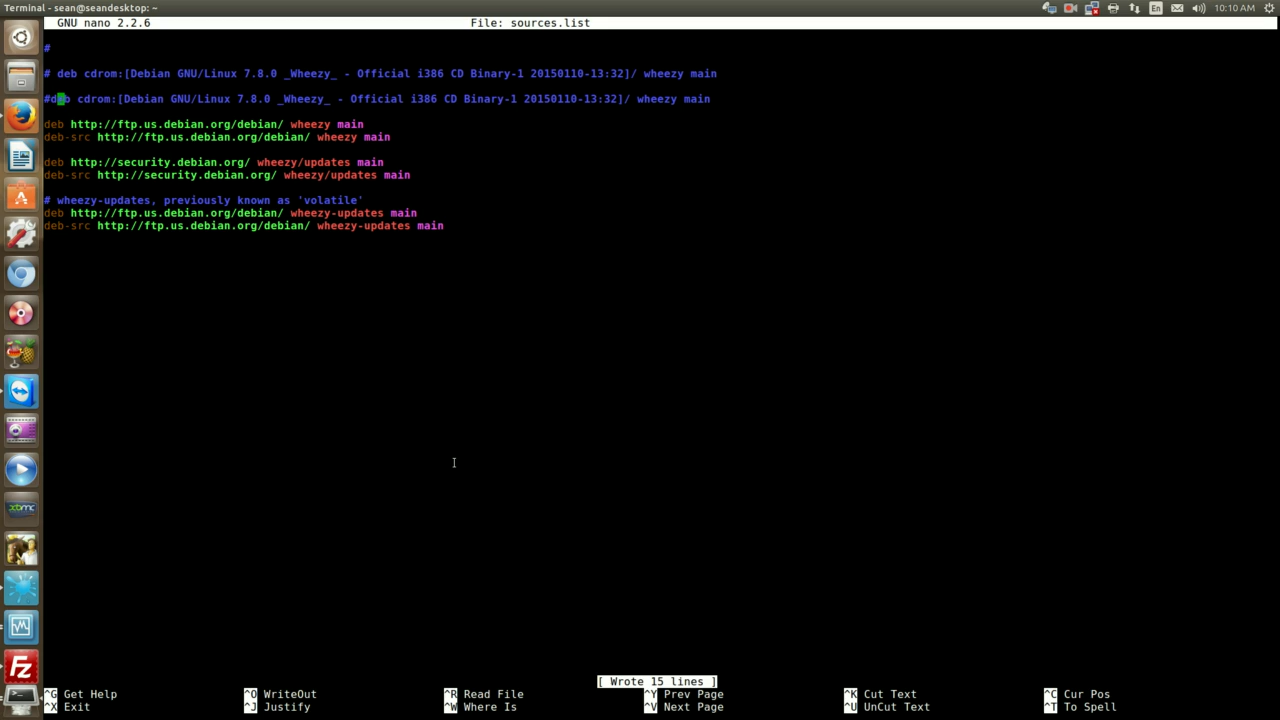 Terminal - sean@seandesktop: ~
En
10:10 AM
GNU nano 2.2.6 File: sources.list
#
# deb cdrom:[Debian GNU/Linux 7.8.0 _Wheezy_ - Official i386 CD Binary-1 20150110-13:32]/ wheezy main
#deb cdrom:[Debian GNU/Linux 7.8.0 _Wheezy_ - Official i386 CD Binary-1 20150110-13:32]/ wheezy main
deb http://ftp.us.debian.org/debian/ wheezy main
deb-src http://ftp.us.debian.org/debian/ wheezy main
deb http://security.debian.org/ wheezy/updates main
deb-src http://security.debian.org/ wheezy/updates main
# wheezy-updates, previously known as 'volatile'
deb http://ftp.us.debian.org/debian/ wheezy-updates main
deb-src http://ftp.us.debian.org/debian/ wheezy-updates main
xbmc
Fz
[ Wrote 15 lines ]
^G Get Help ^O WriteOut ^R Read File ^Y Prev Page ^K Cut Text ^C Cur Pos
^X Exit ^J Justify ^W Where Is ^V Next Page ^U UnCut Text ^T To Spell